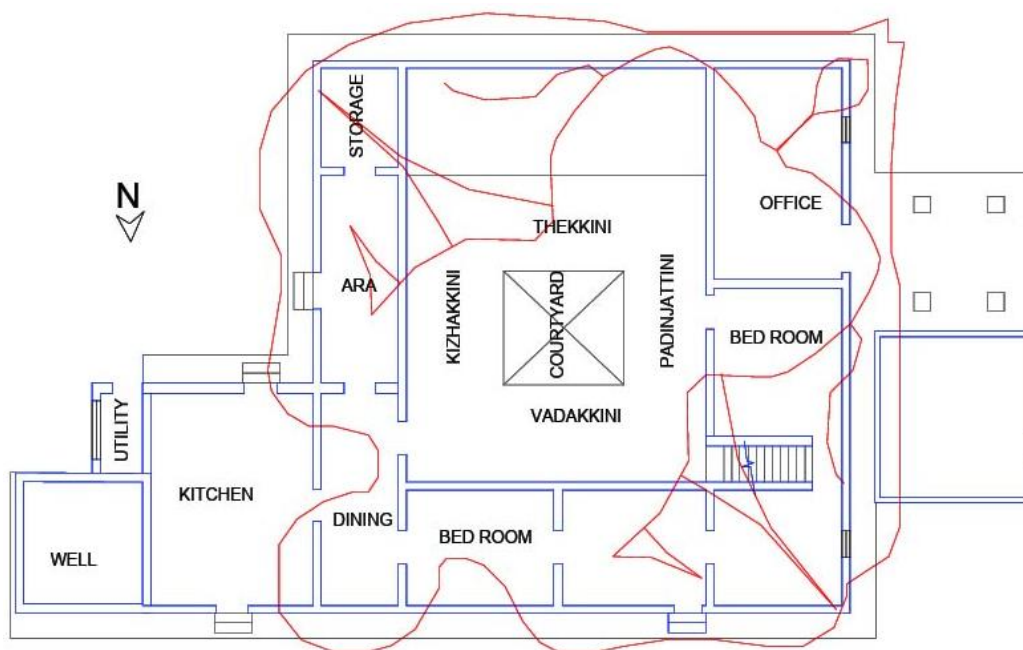 STORAGE
N
OFFICE
THEKKINI
ARA
KIZHAKKINI
COURTYARD
PADINJATTINI
BED ROOM
VADAKKINI
UTILITY
KITCHEN
DINING
BED ROOM
WELL